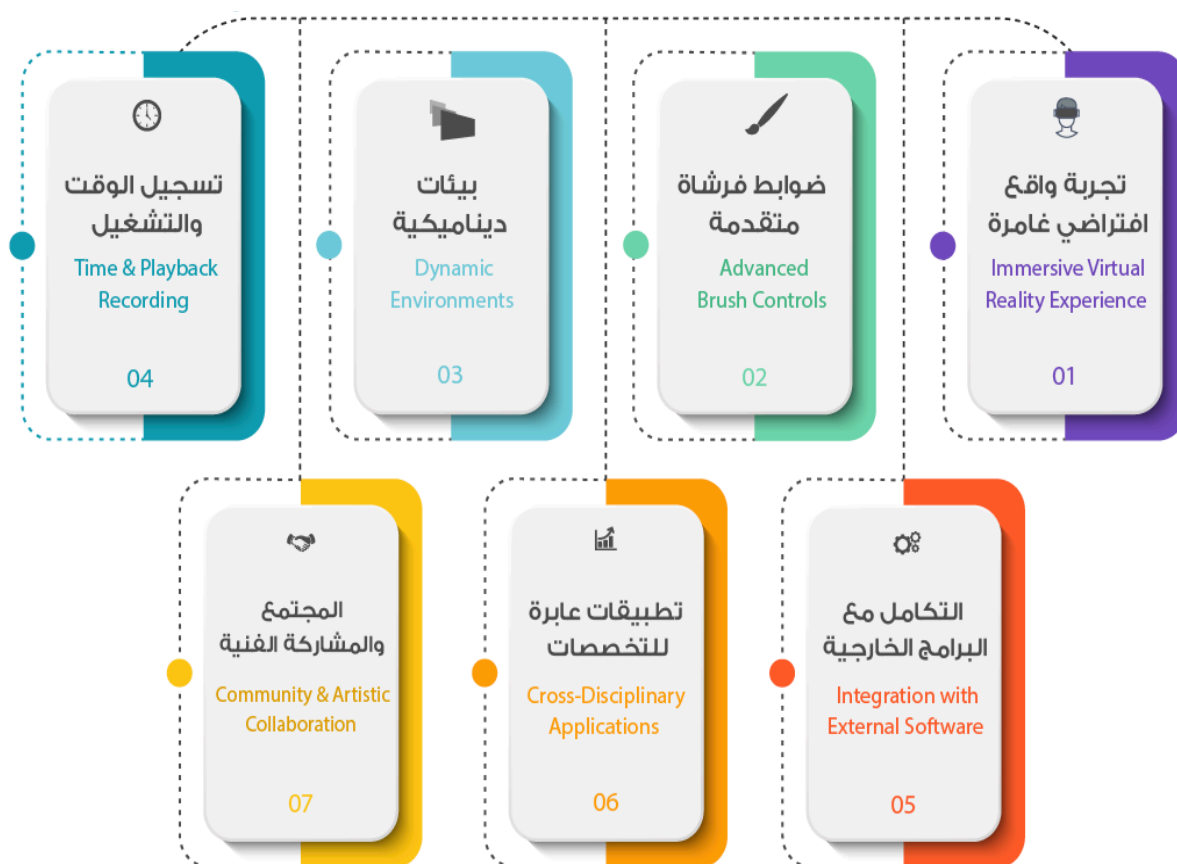 تجربة واقع
افتراضي غامرة
Immersive Virtual
Reality Experience
01
ضوابط فرشاة
متقدمة
Advanced
Brush Controls
02
بيئات
ديناميكية
Dynamic
Environments
03
تسجيل الوقت
والتشغيل
Time & Playback
Recording
04
التكامل مع
البرامج الخارجية
Integration with
External Software
05
تطبيقات عابرة
للتخصصات
Cross-Disciplinary
Applications
06
المجتمع
والمشاركة الفنية
Community & Artistic
Collaboration
07